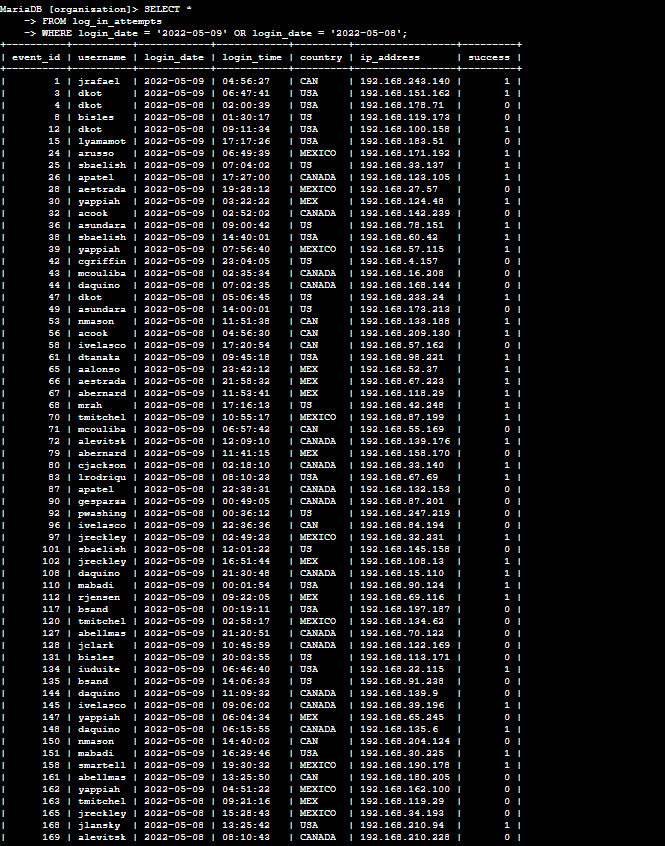 MariaDB [organization]> SELECT *
    -> FROM log_in_attempts
    -> WHERE login_date = '2022-05-09' OR login_date = '2022-05-08';
+----------+----------+------------+------------+---------+-----------------+---------+
| event_id | username | login_date | login_time | country | ip_address      | success |
+----------+----------+------------+------------+---------+-----------------+---------+
|        1 | jrafael  | 2022-05-09 | 04:56:27   | CAN     | 192.168.243.140 |       1 |
|        3 | dkot     | 2022-05-09 | 06:47:41   | USA     | 192.168.151.162 |       1 |
|        4 | dkot     | 2022-05-08 | 02:00:39   | USA     | 192.168.178.71  |       0 |
|        8 | bisles   | 2022-05-08 | 01:30:17   | US      | 192.168.119.173 |       0 |
|       12 | dkot     | 2022-05-08 | 09:11:34   | USA     | 192.168.100.158 |       1 |
|       15 | lyamamot | 2022-05-09 | 17:17:26   | USA     | 192.168.183.51  |       0 |
|       24 | arusso   | 2022-05-09 | 06:49:39   | MEXICO  | 192.168.171.192 |       1 |
|       25 | sbaelish | 2022-05-09 | 07:04:02   | US      | 192.168.33.137  |       1 |
|       26 | apatel   | 2022-05-08 | 17:27:00   | CANADA  | 192.168.123.105 |       1 |
|       28 | aestrada | 2022-05-09 | 19:28:12   | MEXICO  | 192.168.27.57   |       0 |
|       30 | yappiah  | 2022-05-09 | 03:22:22   | MEX     | 192.168.124.48  |       1 |
|       32 | acook    | 2022-05-09 | 02:52:02   | CANADA  | 192.168.142.239 |       0 |
|       36 | asundara | 2022-05-08 | 09:00:42   | US      | 192.168.78.151  |       1 |
|       38 | sbaelish | 2022-05-09 | 14:40:01   | USA     | 192.168.60.42   |       1 |
|       39 | yappiah  | 2022-05-09 | 07:56:40   | MEXICO  | 192.168.57.115  |       1 |
|       42 | cgriffin | 2022-05-09 | 23:04:05   | US      | 192.168.4.157   |       0 |
|       43 | mcouliba | 2022-05-08 | 02:35:34   | CANADA  | 192.168.16.208  |       0 |
|       44 | daquino  | 2022-05-08 | 07:02:35   | CANADA  | 192.168.168.144 |       0 |
|       47 | dkot     | 2022-05-08 | 05:06:45   | US      | 192.168.233.24  |       1 |
|       49 | asundara | 2022-05-08 | 14:00:01   | US      | 192.168.173.213 |       0 |
|       53 | nmason   | 2022-05-08 | 11:51:38   | CAN     | 192.168.133.188 |       1 |
|       56 | acook    | 2022-05-08 | 04:56:30   | CAN     | 192.168.209.130 |       1 |
|       58 | ivelasco | 2022-05-09 | 17:20:54   | CAN     | 192.168.57.162  |       0 |
|       61 | dtanaka  | 2022-05-09 | 09:45:18   | USA     | 192.168.98.221  |       1 |
|       65 | aalonso  | 2022-05-09 | 23:42:12   | MEX     | 192.168.52.37   |       1 |
|       66 | aestrada | 2022-05-08 | 21:58:32   | MEX     | 192.168.67.223  |       1 |
|       67 | abernard | 2022-05-09 | 11:53:41   | MEX     | 192.168.118.29  |       1 |
|       68 | mrah     | 2022-05-08 | 17:16:13   | US      | 192.168.42.248  |       1 |
|       70 | tmitchel | 2022-05-09 | 10:55:17   | MEXICO  | 192.168.87.199  |       1 |
|       71 | mcouliba | 2022-05-09 | 06:57:42   | CAN     | 192.168.55.169  |       0 |
|       72 | alevitsk | 2022-05-08 | 12:09:10   | CANADA  | 192.168.139.176 |       1 |
|       79 | abernard | 2022-05-09 | 11:41:15   | MEX     | 192.168.158.170 |       0 |
|       80 | cjackson | 2022-05-08 | 02:18:10   | CANADA  | 192.168.33.140  |       1 |
|       83 | lrodriqu | 2022-05-08 | 08:10:23   | USA     | 192.168.67.69   |       1 |
|       87 | apatel   | 2022-05-08 | 22:38:31   | CANADA  | 192.168.132.153 |       0 |
|       90 | gesparza | 2022-05-09 | 00:49:05   | CANADA  | 192.168.87.201  |       0 |
|       92 | pwashing | 2022-05-08 | 00:36:12   | US      | 192.168.247.219 |       0 |
|       96 | ivelasco | 2022-05-09 | 22:36:36   | CAN     | 192.168.84.194  |       0 |
|       97 | jreckley | 2022-05-09 | 02:49:23   | MEXICO  | 192.168.32.231  |       1 |
|      101 | sbaelish | 2022-05-09 | 12:01:22   | US      | 192.168.145.158 |       0 |
|      102 | jreckley | 2022-05-09 | 16:51:44   | MEX     | 192.168.108.13  |       1 |
|      108 | daquino  | 2022-05-09 | 21:30:48   | CANADA  | 192.168.15.110  |       1 |
|      110 | mabadi   | 2022-05-09 | 00:01:54   | USA     | 192.168.90.124  |       1 |
|      112 | rjensen  | 2022-05-08 | 09:22:05   | MEX     | 192.168.69.116  |       1 |
|      117 | bsand    | 2022-05-08 | 00:19:11   | USA     | 192.168.197.187 |       0 |
|      120 | tmitchel | 2022-05-08 | 02:58:17   | MEXICO  | 192.168.134.62  |       0 |
|      127 | abellmas | 2022-05-08 | 21:20:51   | CANADA  | 192.168.70.122  |       0 |
|      128 | jclark   | 2022-05-09 | 10:45:59   | CANADA  | 192.168.122.169 |       0 |
|      131 | bisles   | 2022-05-09 | 20:03:55   | US      | 192.168.113.171 |       0 |
|      134 | iuduike  | 2022-05-09 | 06:46:40   | USA     | 192.168.22.115  |       1 |
|      135 | bsand    | 2022-05-09 | 14:06:33   | US      | 192.168.91.238  |       0 |
|      144 | daquino  | 2022-05-08 | 11:09:32   | CANADA  | 192.168.139.9   |       0 |
|      145 | ivelasco | 2022-05-09 | 09:06:02   | CANADA  | 192.168.39.196  |       1 |
|      147 | yappiah  | 2022-05-08 | 06:04:34   | MEX     | 192.168.65.245  |       0 |
|      148 | daquino  | 2022-05-08 | 06:15:55   | CANADA  | 192.168.135.6   |       1 |
|      150 | nmason   | 2022-05-08 | 14:40:02   | CAN     | 192.168.204.124 |       0 |
|      151 | mabadi   | 2022-05-09 | 16:29:46   | USA     | 192.168.30.225  |       1 |
|      158 | smartell | 2022-05-09 | 19:30:32   | MEXICO  | 192.168.190.178 |       1 |
|      161 | abellmas | 2022-05-09 | 13:25:50   | CAN     | 192.168.180.205 |       0 |
|      162 | yappiah  | 2022-05-08 | 04:51:22   | MEXICO  | 192.168.162.100 |       0 |
|      163 | tmitchel | 2022-05-09 | 09:21:16   | MEX     | 192.168.119.29  |       0 |
|      165 | jreckley | 2022-05-09 | 15:28:43   | MEXICO  | 192.168.34.193  |       0 |
|      168 | jlansky  | 2022-05-08 | 13:25:42   | USA     | 192.168.210.94  |       1 |
|      169 | alevitsk | 2022-05-08 | 08:10:43   | CANADA  | 192.168.210.228 |       0 |